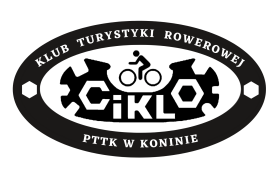 KLUB TURYSTYKI ROWEROWEJ
CiKLO
PTTK W KONINIE